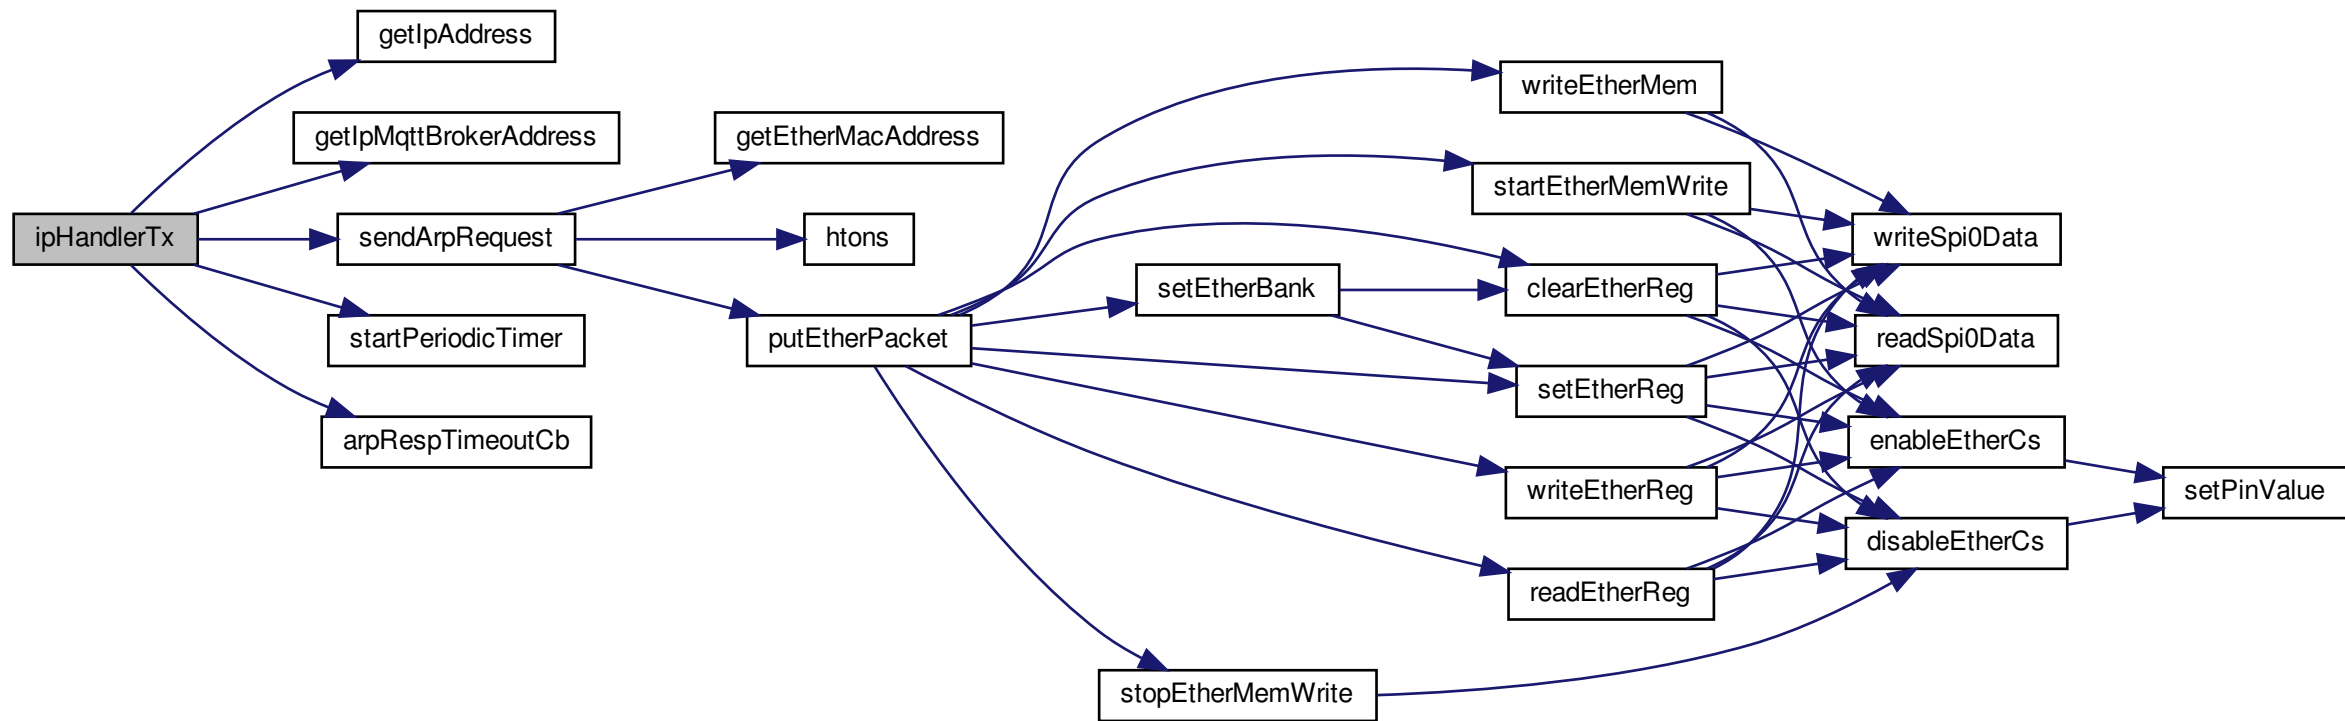 getIpAddress
writeEtherMem
getIpMqttBrokerAddress
getEtherMacAddress
startEtherMemWrite
ipHandlerTx
sendArpRequest
htons
writeSpi0Data
setEtherBank
clearEtherReg
startPeriodicTimer
putEtherPacket
readSpi0Data
setEtherReg
arpRespTimeoutCb
enableEtherCs
writeEtherReg
setPinValue
disableEtherCs
readEtherReg
stopEtherMemWrite